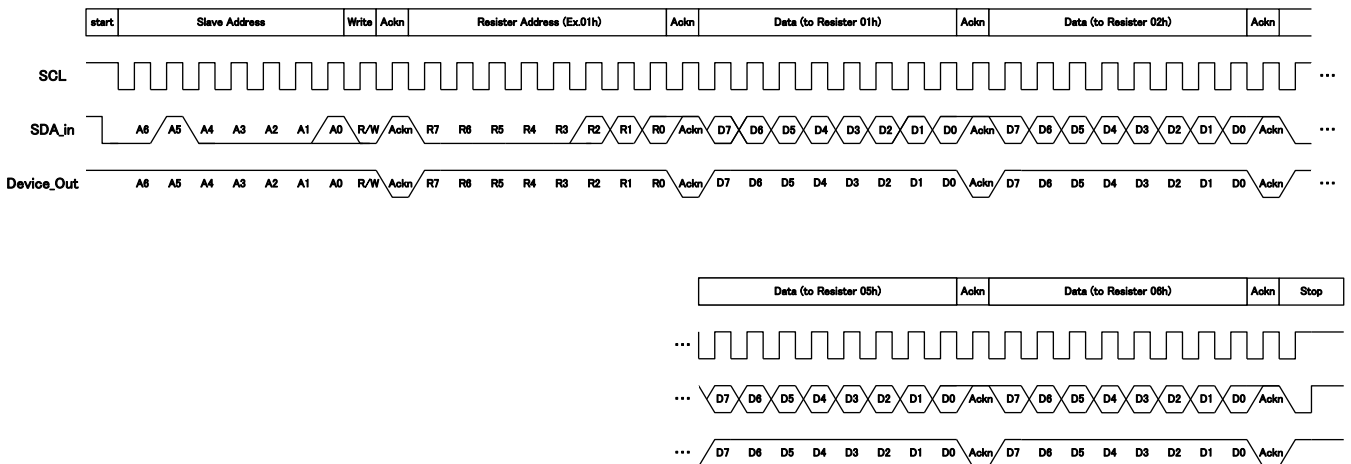 start Slave Address Write Ackn Resister Address (Ex.01h) Ackn Data (to Resister 01h) Ackn Data (to Resister 02h) Ackn
SCL ...
SDA_in A6 A5 A4 A3 A2 A1 A0 R/W Ackn R7 R6 R5 R4 R3 R2 R1 R0 Ackn D7 D6 D5 D4 D3 D2 D1 D0 Ackn D7 D6 D5 D4 D3 D2 D1 D0 Ackn ...
Device_Out A6 A5 A4 A3 A2 A1 A0 R/W Ackn R7 R6 R5 R4 R3 R2 R1 R0 Ackn D7 D6 D5 D4 D3 D2 D1 D0 Ackn D7 D6 D5 D4 D3 D2 D1 D0 Ackn ...
Data (to Resister 05h) Ackn Data (to Resister 06h) Ackn Stop
...
... D7 D6 D5 D4 D3 D2 D1 D0 Ackn D7 D6 D5 D4 D3 D2 D1 D0 Ackn
... D7 D6 D5 D4 D3 D2 D1 D0 Ackn D7 D6 D5 D4 D3 D2 D1 D0 Ackn